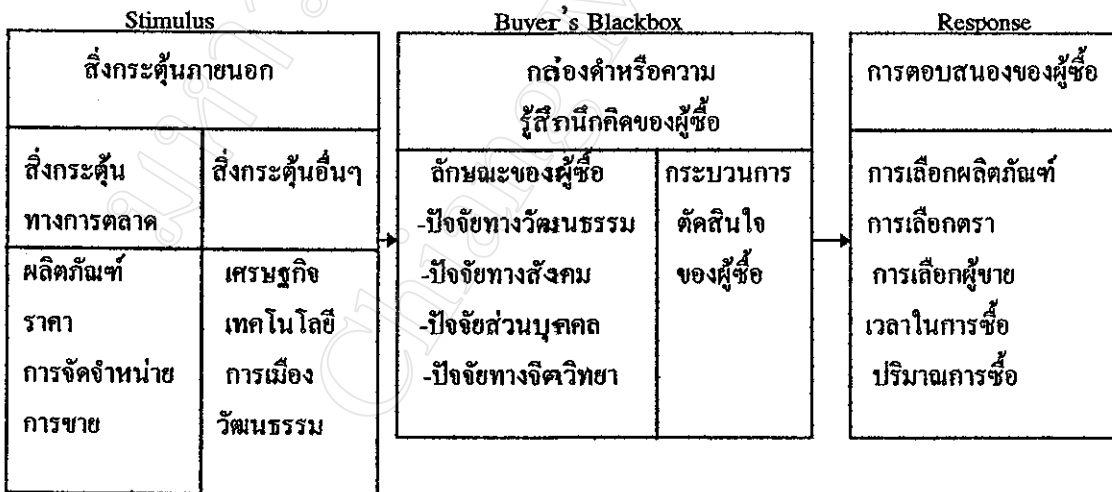 Stimulus
สิ่งกระตุ้นภายนอก
สิ่งกระตุ้น
ทางการตลาด
สิ่งกระตุ้นอื่นๆ
ผลิตภัณฑ์
ราคา
การจัดจำหน่าย
การขาย
เศรษฐกิจ
เทคโนโลยี
การเมือง
วัฒนธรรม
Buyer's Blackbox
กล่องดำหรือความ
รู้สึกนึกคิดของผู้ซื้อ
ลักษณะของผู้ซื้อ
-ปัจจัยทางวัฒนธรรม
-ปัจจัยทางสังคม
-ปัจจัยส่วนบุคคล
-ปัจจัยทางจิตวิทยา
กระบวนการ
ตัดสินใจ
ของผู้ซื้อ
Response
การตอบสนองของผู้ซื้อ
การเลือกผลิตภัณฑ์
การเลือกตรา
การเลือกผู้ขาย
เวลาในการซื้อ
ปริมาณการซื้อ
Chiang